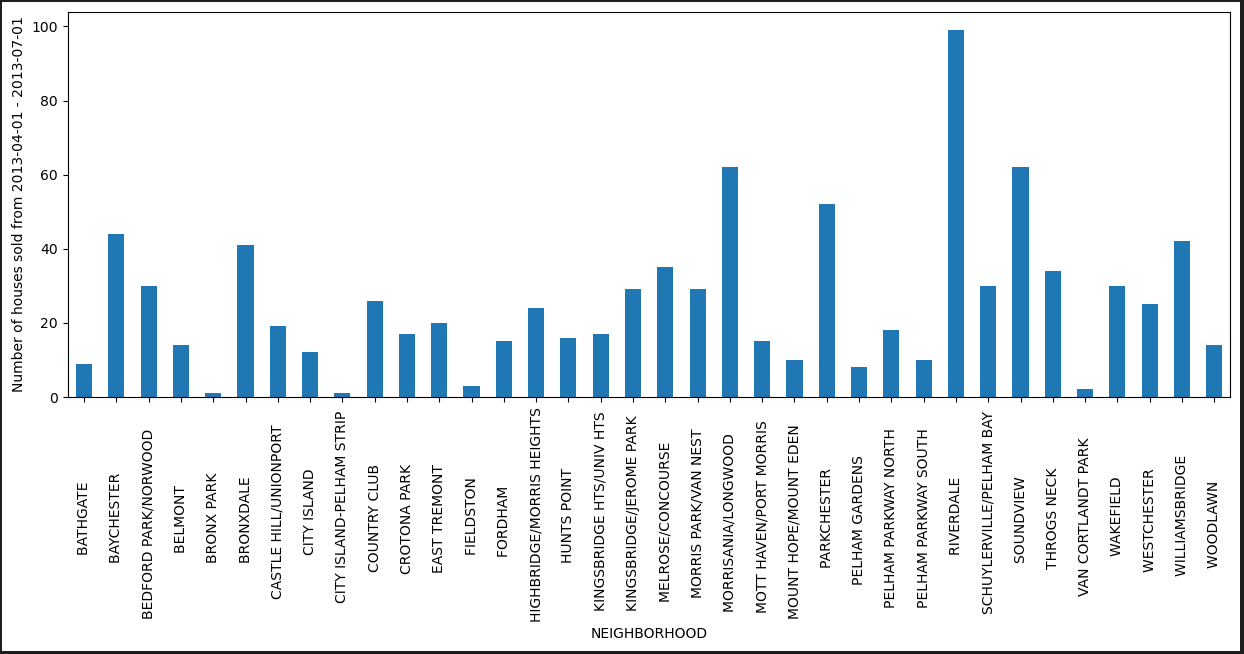 Number of houses sold from 2013-04-01 - 2013-07-01
100
80
60
40
20
0
BATHGATE
BAYCHESTER
BEDFORD PARK/NORWOOD
BELMONT
BRONX PARK
BRONXDALE
CASTLE HILL/UNIONPORT
CITY ISLAND
CITY ISLAND-PELHAM STRIP
COUNTRY CLUB
CROTONA PARK
EAST TREMONT
FIELDSTON
FORDHAM
HIGHBRIDGE/MORRIS HEIGHTS
HUNTS POINT
KINGSBRIDGE HTS/UNIV HTS
KINGSBRIDGE/JEROME PARK
MELROSE/CONCOURSE
MORRIS PARK/VAN NEST
MORRISANIA/LONGWOOD
MOTT HAVEN/PORT MORRIS
MOUNT HOPE/MOUNT EDEN
PARKCHESTER
PELHAM GARDENS
PELHAM PARKWAY NORTH
PELHAM PARKWAY SOUTH
RIVERDALE
SCHUYLERVILLE/PELHAM BAY
SOUNDVIEW
THROGS NECK
VAN CORTLANDT PARK
WAKEFIELD
WESTCHESTER
WILLIAMSBRIDGE
WOODLAWN
NEIGHBORHOOD